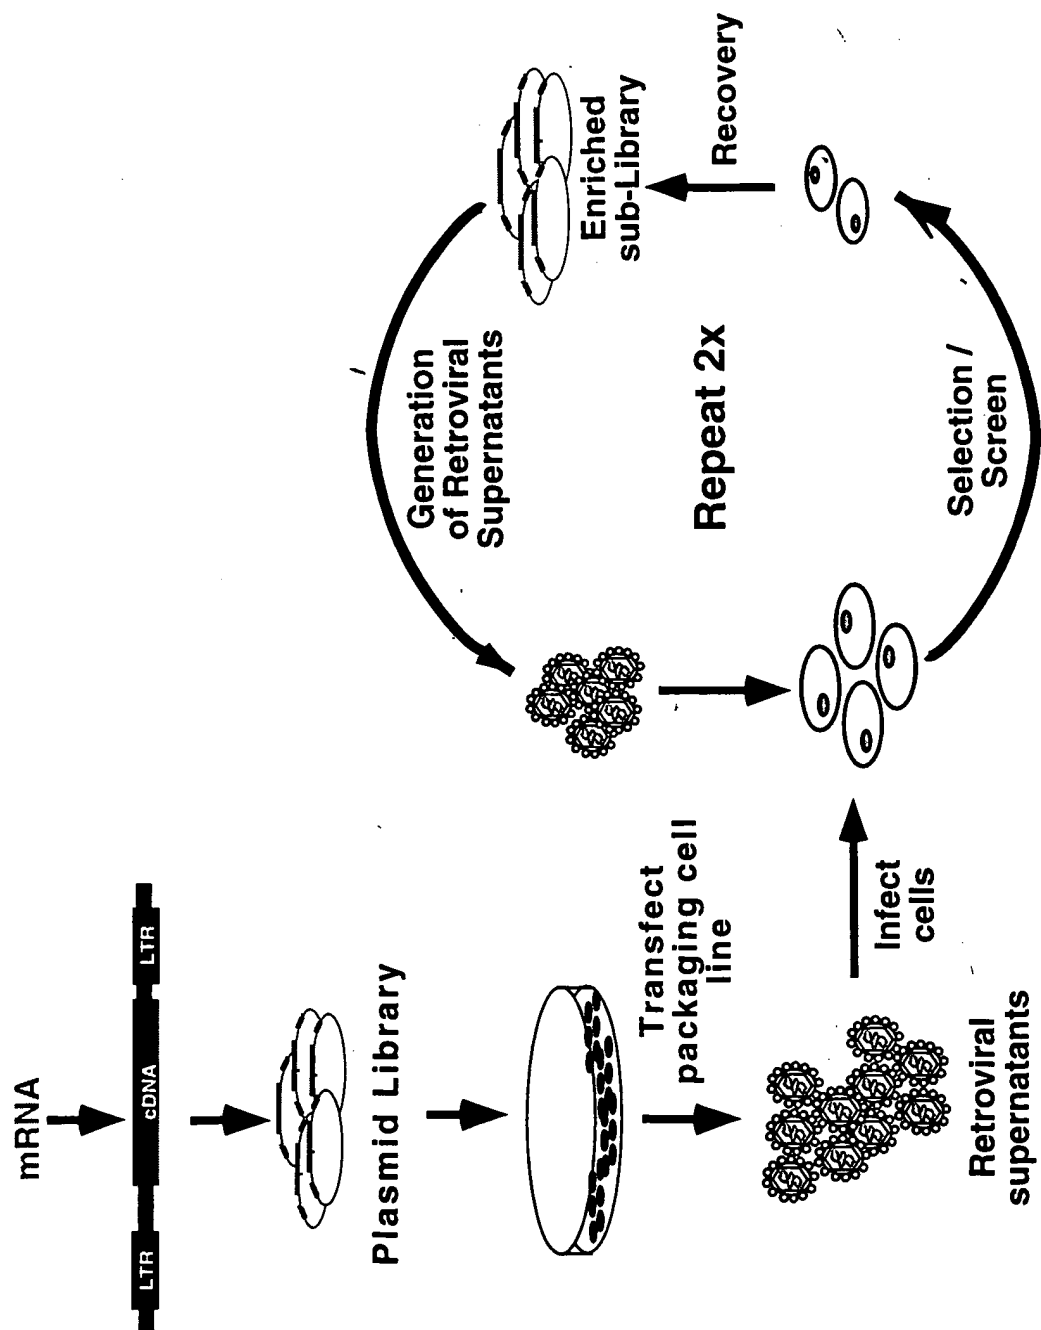 mRNA
LTR
cDNA
LTR
Plasmid Library
Transfect
packaging cell
line
Retroviral
supernatants
Infect
cells
Generation
of Retroviral
Supernatants
Enriched
sub-Library
Recovery
Repeat 2x
Selection /
Screen